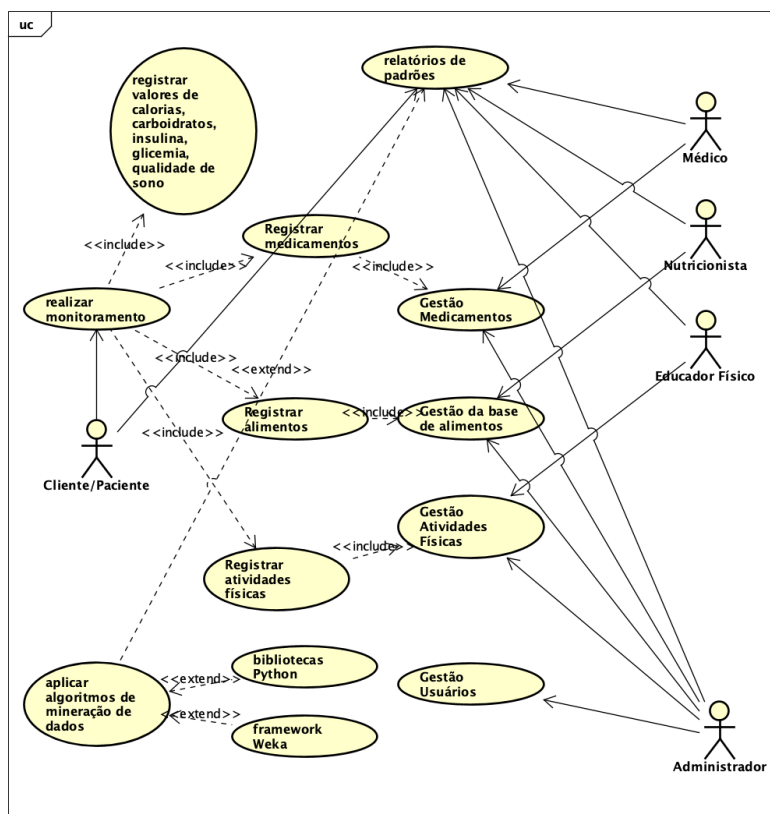 uc
relatórios de
padrões
registrar
valores de
calorias,
carboidratos,
insulina,
glicemia,
qualidade de
sono
Médico
Registrar
medicamentos
<<include>>
<<include>>
<<include>>
Nutricionista
realizar
monitoramento
Gestão
Medicamentos
<<include>>
<<extend>>
Educador Físico
Registrar
alimentos
<<include>>
Gestão da base
de alimentos
<<include>>
Cliente/Paciente
Gestão
Atividades
Físicas
<<include>>
Registrar
atividades
físicas
bibliotecas
Python
<<extend>>
aplicar
algoritmos de
mineração de
dados
Gestão
Usuários
<<extend>>
framework
Weka
Administrador